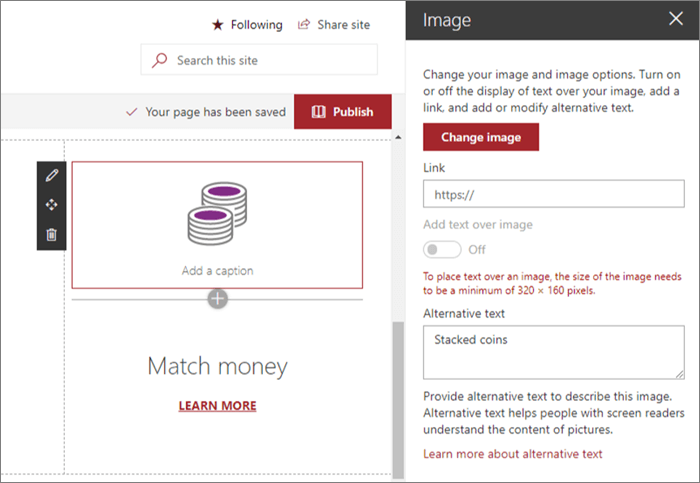 Following
Share site
Search this site
Your page has been saved
Publish
Add a caption
Match money
LEARN MORE
Image
Change your image and image options. Turn on
or off the display of text over your image, add a
link, and add or modify alternative text.
Change image
Link
https://
Add text over image
Off
To place text over an image, the size of the image needs
to be a minimum of 320 × 160 pixels.
Alternative text
Stacked coins
Provide alternative text to describe this image.
Alternative text helps people with screen readers
understand the content of pictures.
Learn more about alternative text